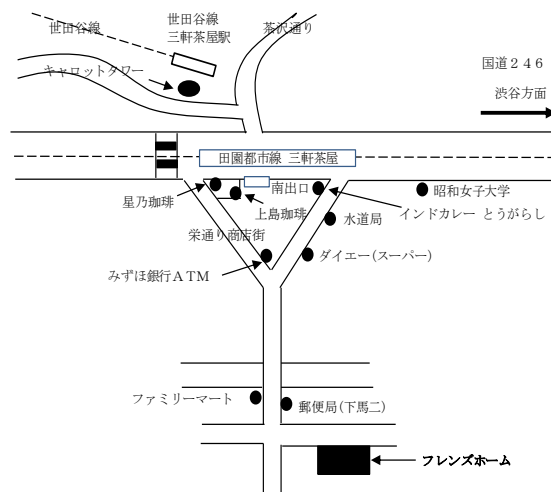 世田谷線
世田谷線
三軒茶屋駅
茶沢通り
キャロットタワー
国道２４６
渋谷方面
田園都市線 三軒茶屋
星乃珈琲
南出口
昭和女子大学
上島珈琲
インドカレー とうがらし
水道局
栄通り商店街
ダイエー(スーパー)
みずほ銀行ＡＴＭ
ファミリーマート
郵便局(下馬二)
フレンズホーム